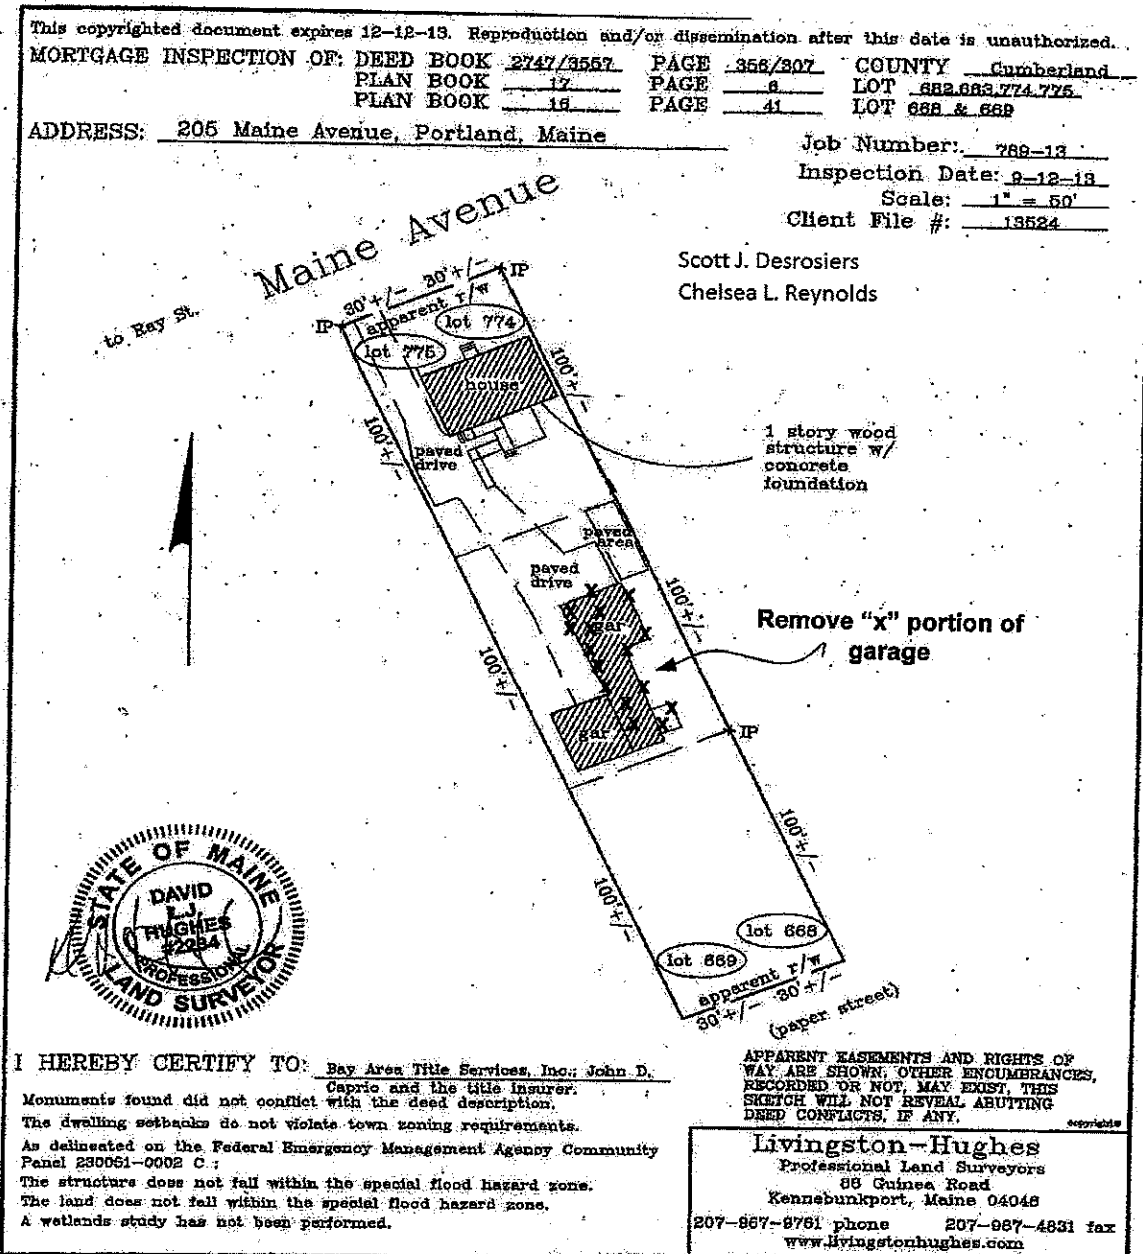 This copyrighted document expires 12-12-13. Reproduction and/or dissemination after this date is unauthorized.
MORTGAGE INSPECTION OF: DEED BOOK 2747/3557 PAGE 356/307 COUNTY Cumberland
PLAN BOOK 17 PAGE 6 LOT 682,683,774,775
PLAN BOOK 16 PAGE 41 LOT 668 & 669
ADDRESS: 205 Maine Avenue, Portland, Maine
Job Number: 789-13
Inspection Date: 9-12-13
Scale: 1" = 50'
Client File #: 13524
Scott J. Desrosiers
Chelsea L. Reynolds
Maine Avenue
to Ray St.
30'+/- 30'+/-
IP
IP
apparent r/w
lot 774
lot 775
house
100'+/-
100'+/-
paved
drive
1 story wood
structure w/
concrete
foundation
paved
area
paved
drive
gar
100'+/-
Remove "x" portion of
garage
100'+/-
gar
IP
100'+/-
100'+/-
lot 668
lot 669
apparent r/w
30'+/- 30'+/-
(paper street)
STATE OF MAINE
DAVID
L.J.
HUGHES
#2284
PROFESSIONAL
LAND SURVEYOR
I HEREBY CERTIFY TO: Bay Area Title Services, Inc.; John D.
Caprio and the title insurer.
Monuments found did not conflict with the deed description.
The dwelling setbacks do not violate town zoning requirements.
As delineated on the Federal Emergency Management Agency Community
Panel 230051-0002 C :
The structure does not fall within the special flood hazard zone.
The land does not fall within the special flood hazard zone.
A wetlands study has not been performed.
APPARENT EASEMENTS AND RIGHTS OF
WAY ARE SHOWN, OTHER ENCUMBRANCES,
RECORDED OR NOT, MAY EXIST, THIS
SKETCH WILL NOT REVEAL ABUTTING
DEED CONFLICTS, IF ANY.
copyright©
Livingston-Hughes
Professional Land Surveyors
88 Guinea Road
Kennebunkport, Maine 04046
207-967-9761 phone 207-967-4831 fax
www.livingstonhughes.com